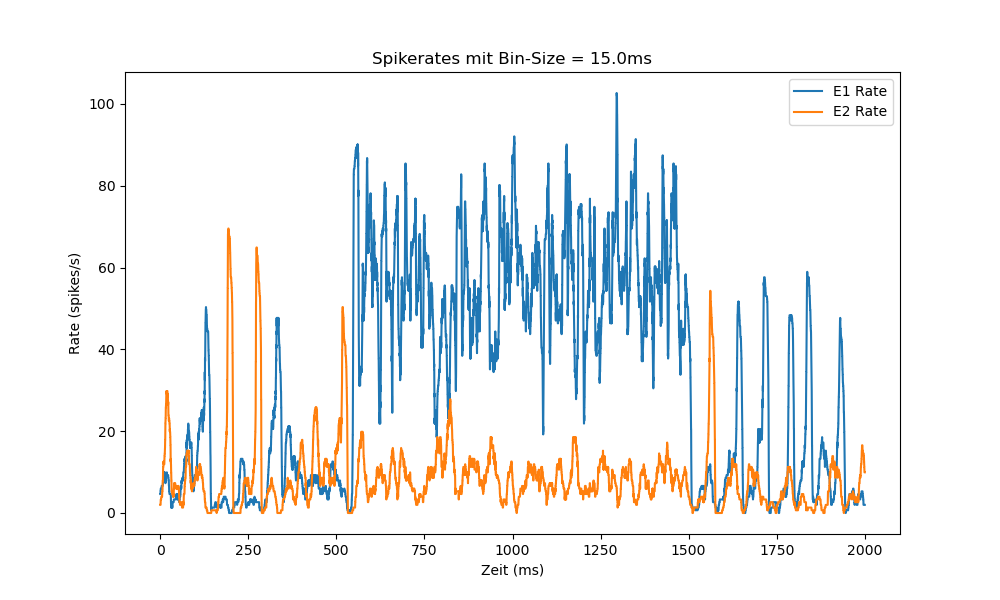 Spikerates mit Bin-Size = 15.0ms
E1 Rate
E2 Rate
Rate (spikes/s)
100
80
60
40
20
0
0 250 500 750 1000 1250 1500 1750 2000
Zeit (ms)